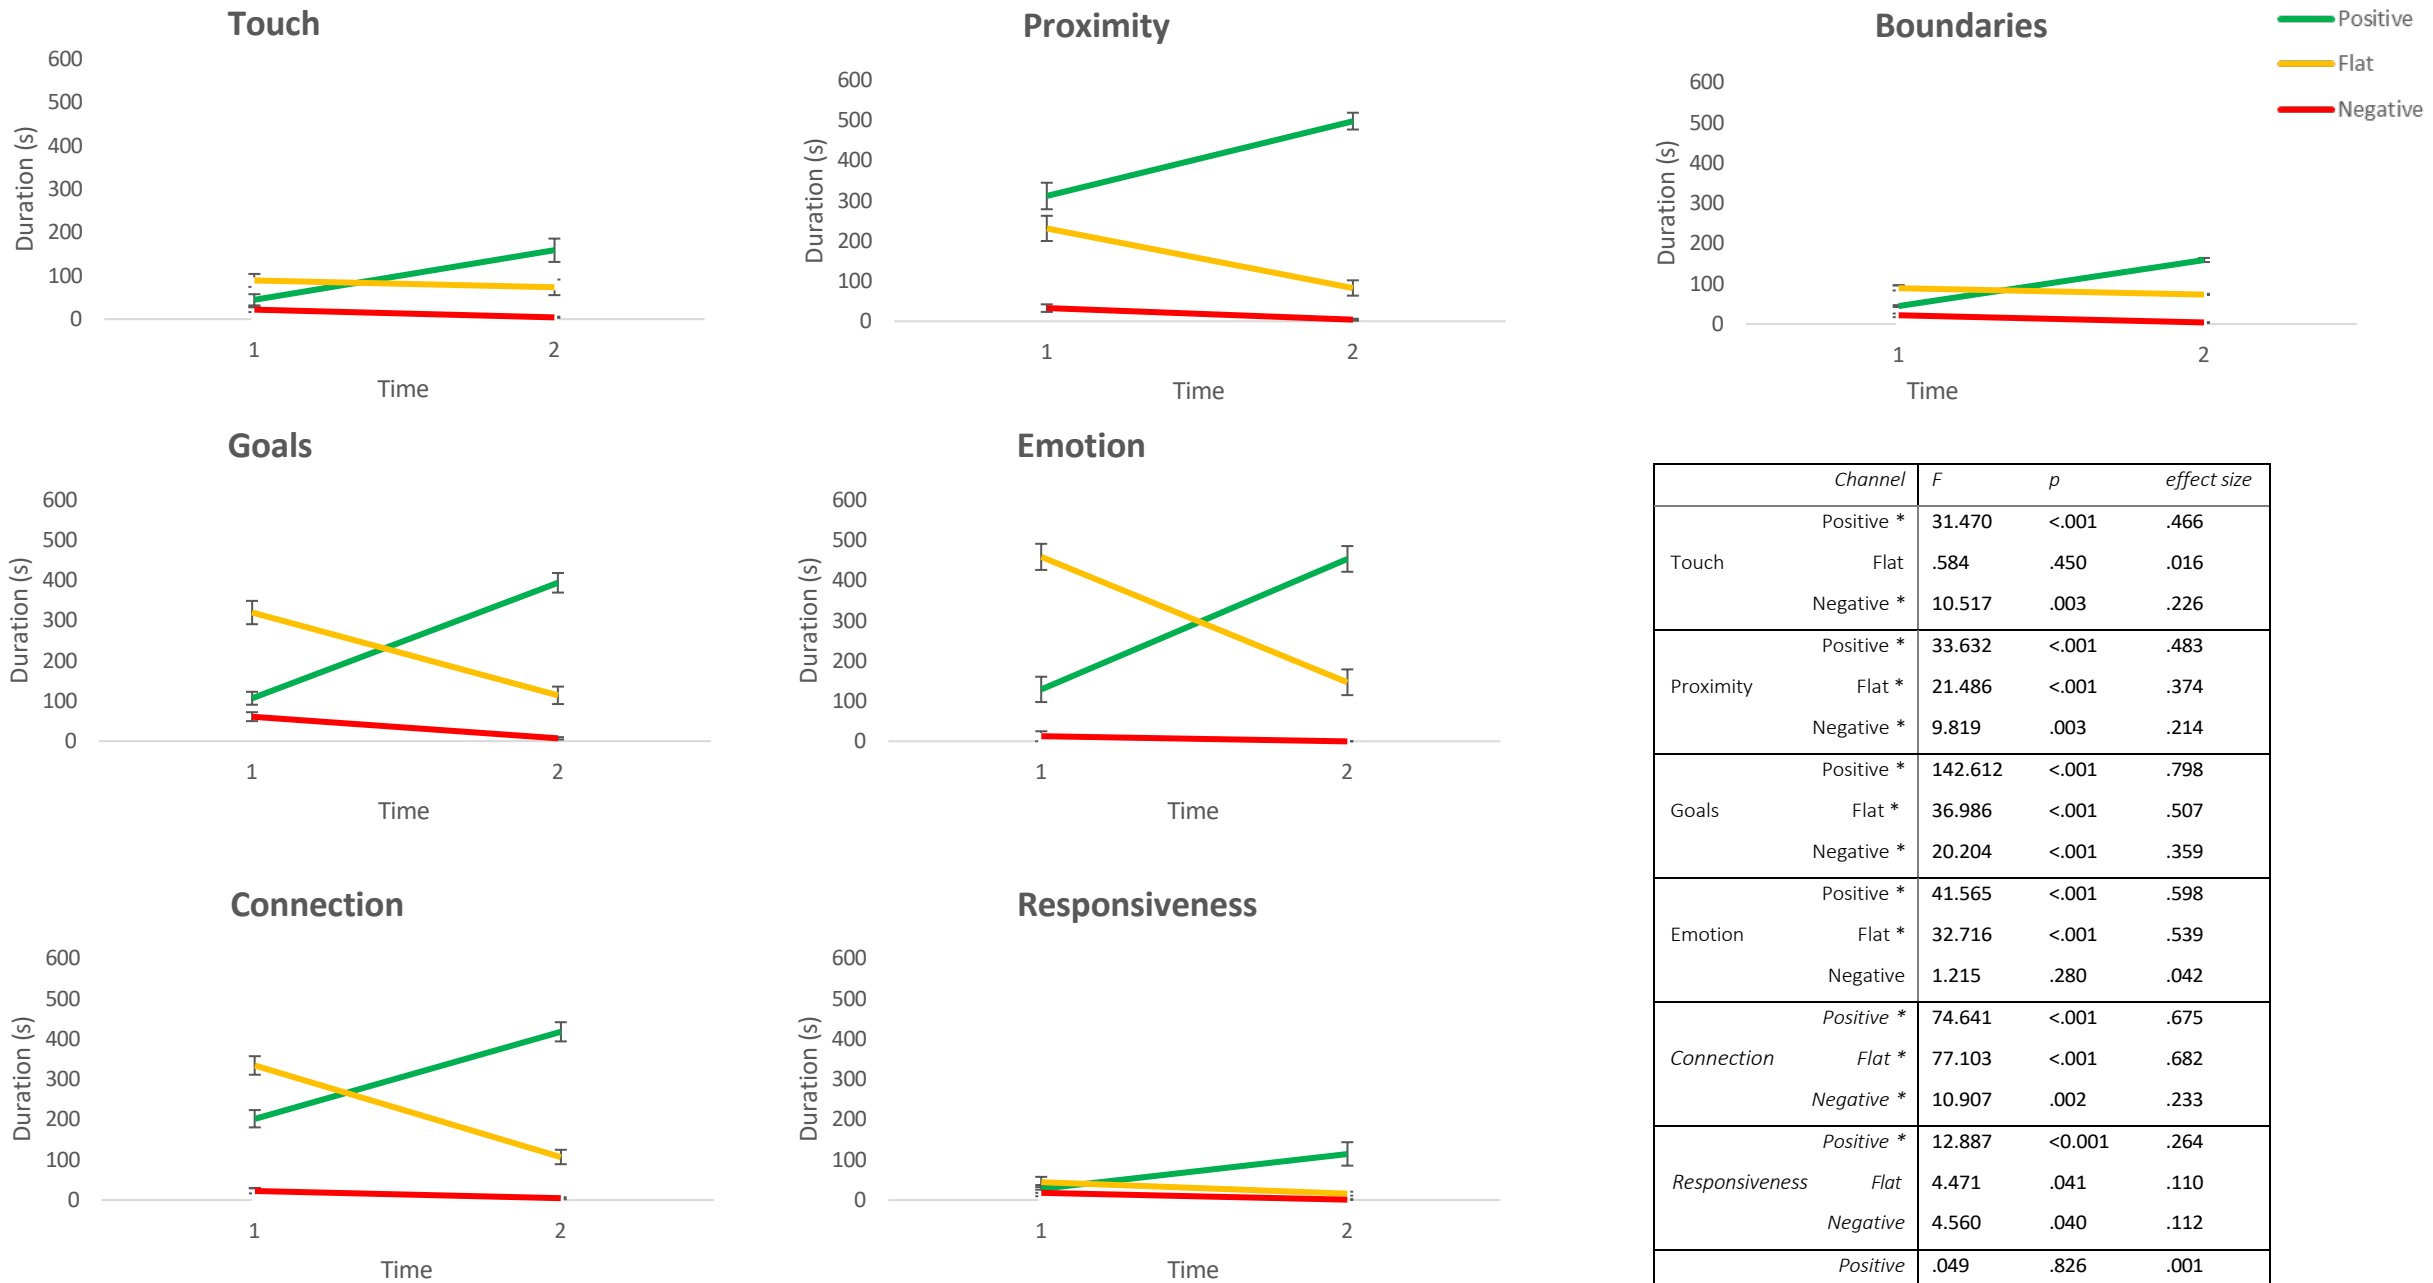 Touch
600
500
400
300
200
100
0
Duration (s)
1 2
Time
Proximity
600
500
400
300
200
100
0
Duration (s)
1 2
Time
Boundaries
600
500
400
300
200
100
0
Duration (s)
1 2
Time
Positive
Flat
Negative
Goals
600
500
400
300
200
100
0
Duration (s)
1 2
Time
Emotion
600
500
400
300
200
100
0
Duration (s)
1 2
Time
Connection
600
500
400
300
200
100
0
Duration (s)
1 2
Time
Responsiveness
600
500
400
300
200
100
0
Duration (s)
1 2
Time
Channel F p effect size
Positive * 31.470 <.001 .466
Touch Flat .584 .450 .016
Negative * 10.517 .003 .226
Positive * 33.632 <.001 .483
Proximity Flat * 21.486 <.001 .374
Negative * 9.819 .003 .214
Positive * 142.612 <.001 .798
Goals Flat * 36.986 <.001 .507
Negative * 20.204 <.001 .359
Positive * 41.565 <.001 .598
Emotion Flat * 32.716 <.001 .539
Negative 1.215 .280 .042
Positive * 74.641 <.001 .675
Connection Flat * 77.103 <.001 .682
Negative * 10.907 .002 .233
Positive * 12.887 <0.001 .264
Responsiveness Flat 4.471 .041 .110
Negative 4.560 .040 .112
Positive .049 .826 .001